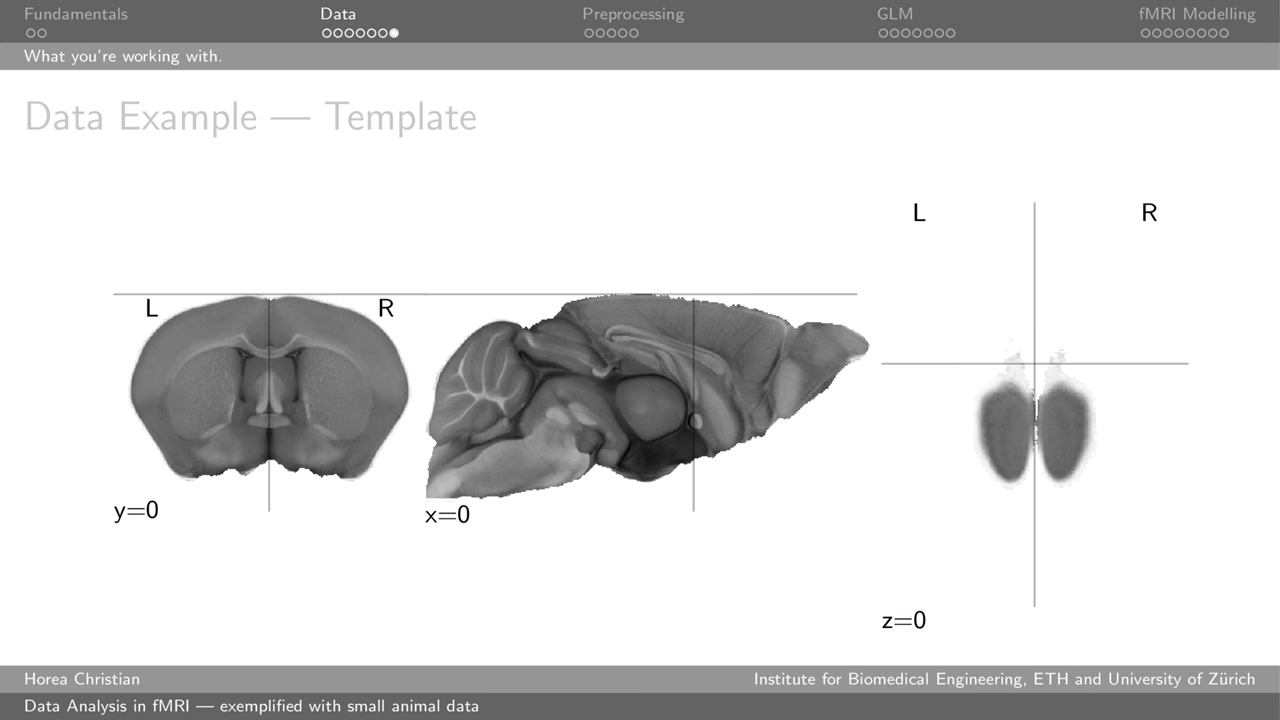 Fundamentals
Data
Preprocessing
GLM
fMRI Modelling
What you're working with.
Data Example — Template
L
R
y=0
x=0
L
R
z=0
Horea Christian
Institute for Biomedical Engineering, ETH and University of Zürich
Data Analysis in fMRI — exemplified with small animal data